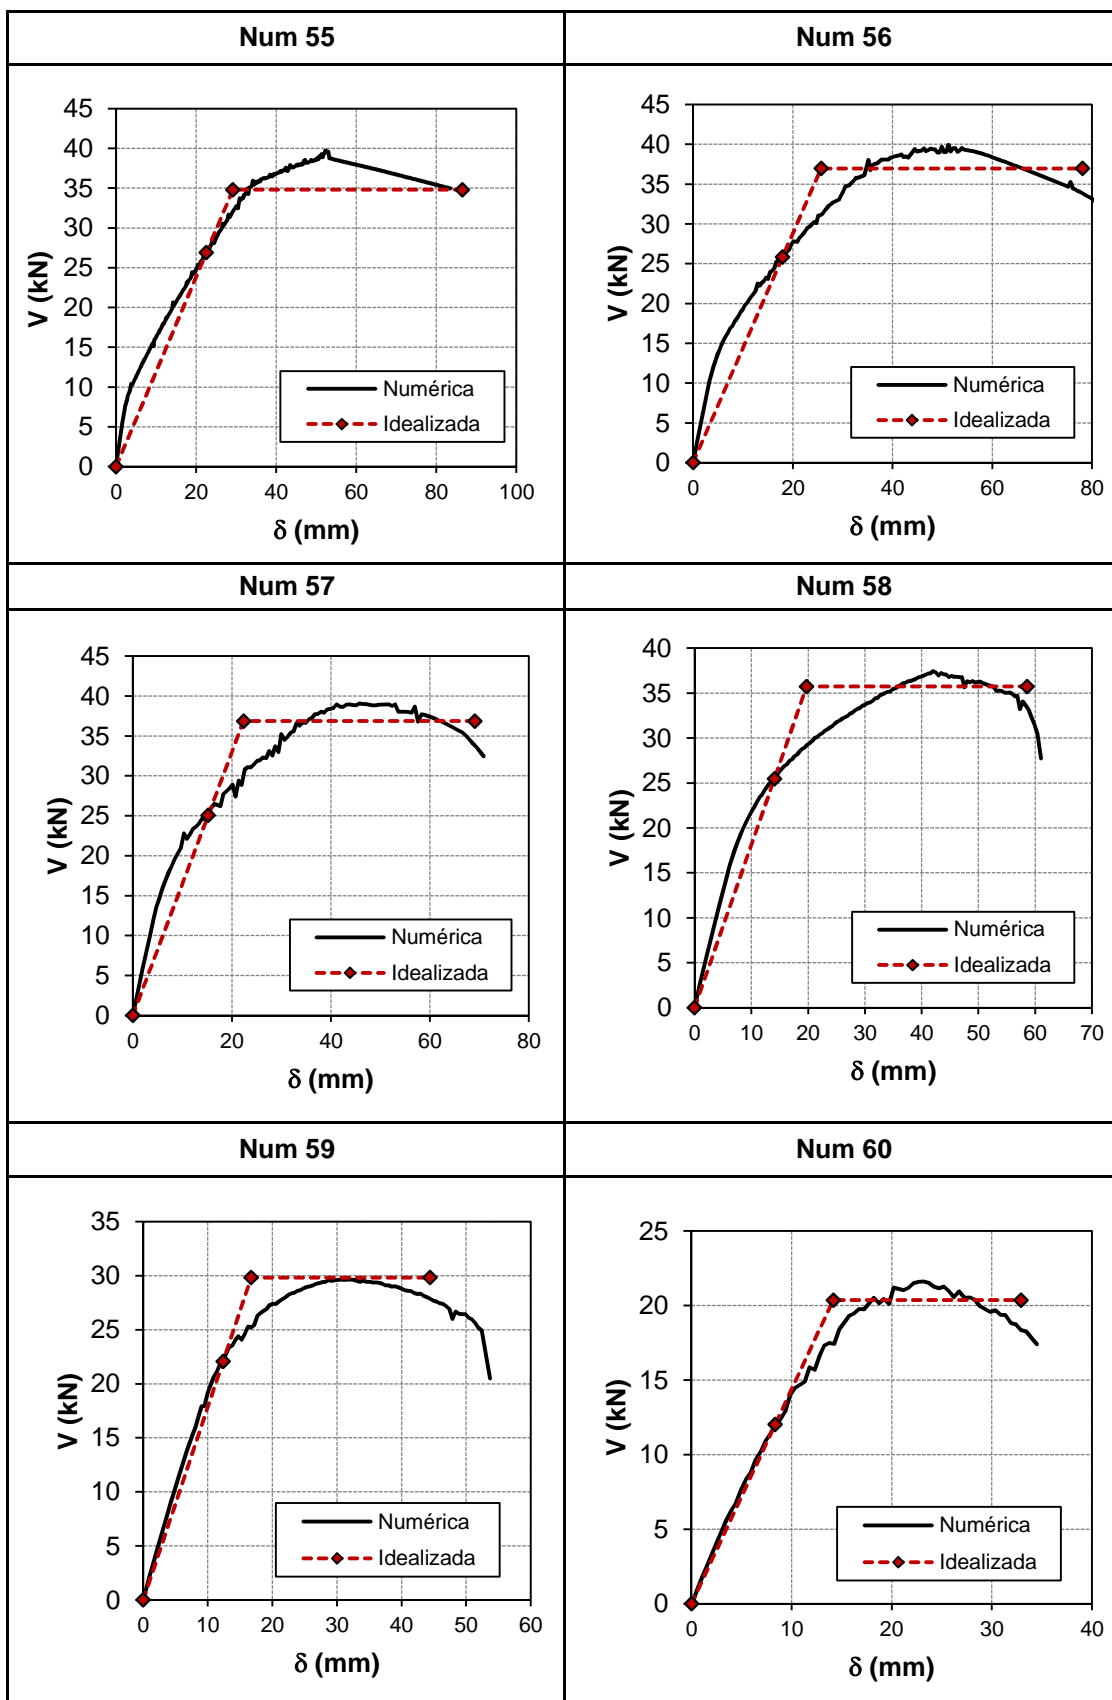 Num 55
Num 56
45
40
35
30
25
20
15
10
5
0
V (kN)
Numérica
Idealizada
0 20 40 60 80 100
δ (mm)
45
40
35
30
25
20
15
10
5
0
V (kN)
Numérica
Idealizada
0 20 40 60 80
δ (mm)
Num 57
Num 58
45
40
35
30
25
20
15
10
5
0
V (kN)
Numérica
Idealizada
0 20 40 60 80
δ (mm)
40
35
30
25
20
15
10
5
0
V (kN)
Numérica
Idealizada
0 10 20 30 40 50 60 70
δ (mm)
Num 59
Num 60
35
30
25
20
15
10
5
0
V (kN)
Numérica
Idealizada
0 10 20 30 40 50 60
δ (mm)
25
20
15
10
5
0
V (kN)
Numérica
Idealizada
0 10 20 30 40
δ (mm)